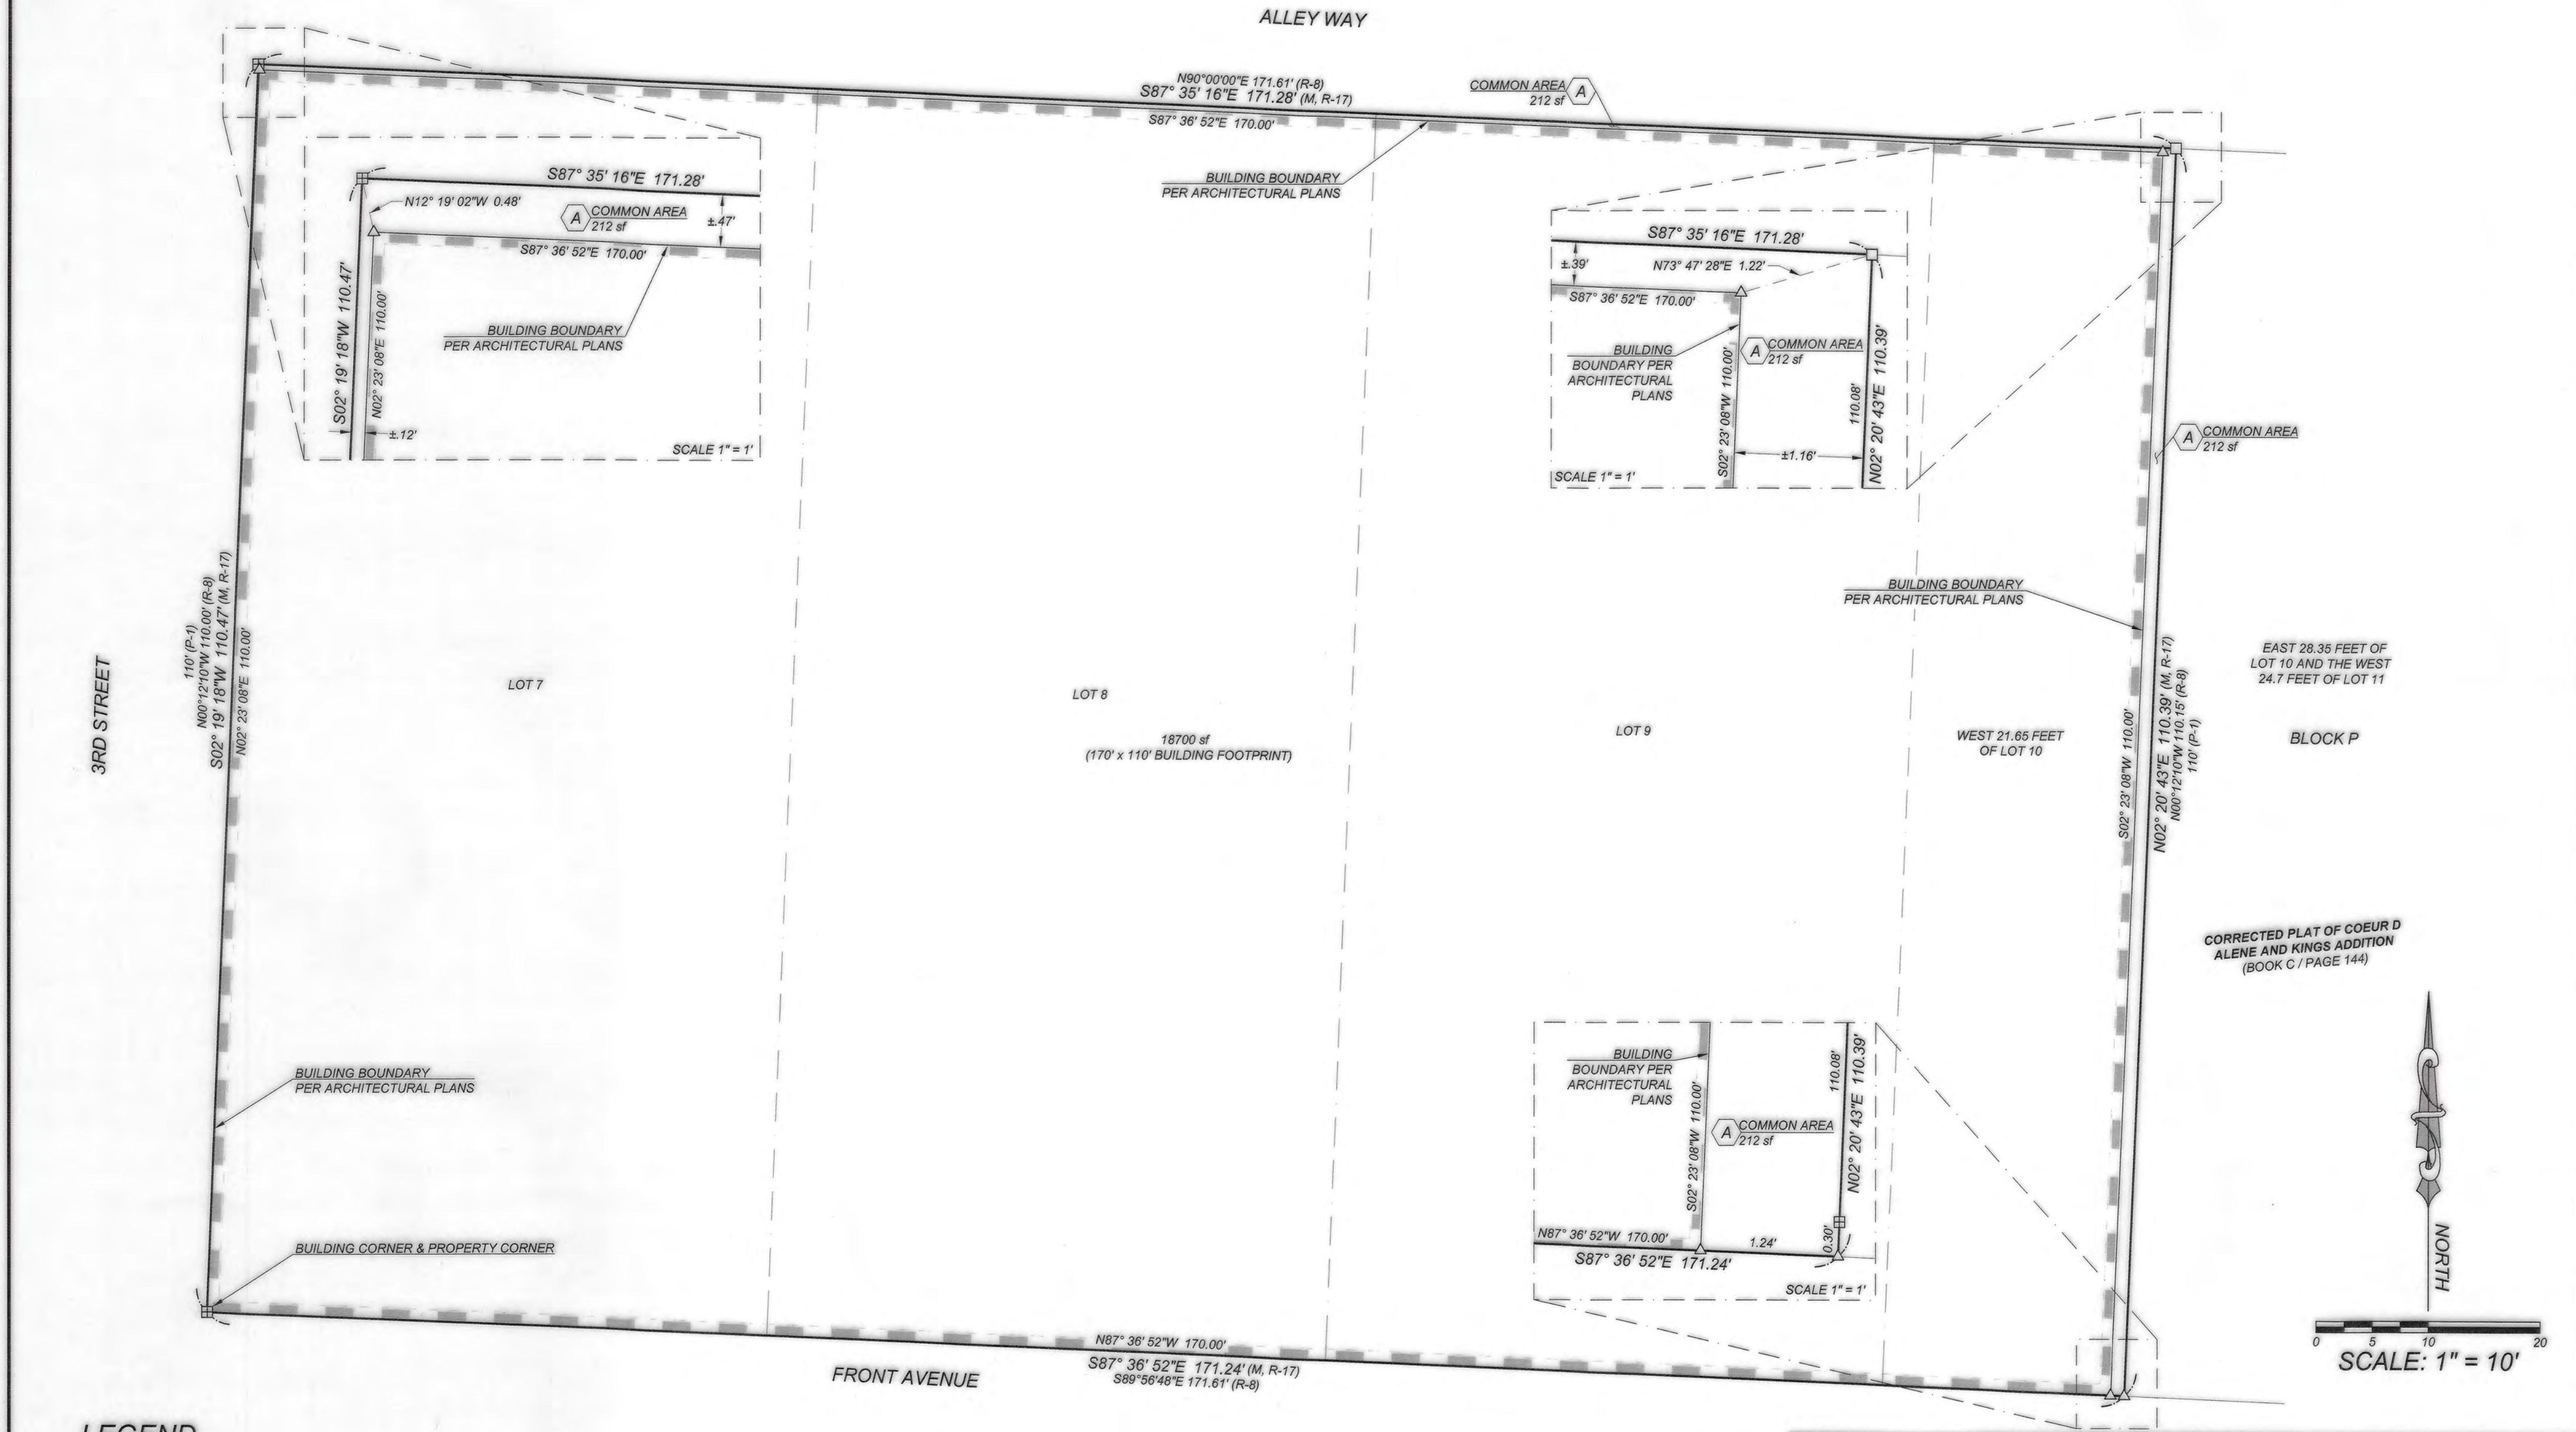 ALLEY WAY
N90°00'00"E 171.61' (R-8)
S87° 35' 16"E 171.28' (M, R-17)
S87° 36' 52"E 170.00'
COMMON AREA
212 sf
A
BUILDING BOUNDARY
PER ARCHITECTURAL PLANS
S87° 35' 16"E 171.28'
N12° 19' 02"W 0.48'
A
COMMON AREA
212 sf
±.47'
S87° 36' 52"E 170.00'
S02° 19' 18"W 110.47'
N02° 23' 08"E 110.00'
BUILDING BOUNDARY
PER ARCHITECTURAL PLANS
±.12'
SCALE 1" = 1'
S87° 35' 16"E 171.28'
±.39'
N73° 47' 28"E 1.22'
S87° 36' 52"E 170.00'
BUILDING
BOUNDARY PER
ARCHITECTURAL
PLANS
A
COMMON AREA
212 sf
S02° 23' 08"W 110.00'
110.08'
N02° 20' 43"E 110.39'
±1.16'
SCALE 1" = 1'
A
COMMON AREA
212 sf
3RD STREET
110' (P-1)
N00°12'10"W 110.00' (R-8)
S02° 19' 18"W 110.47' (M, R-17)
N02° 23' 08"E 110.00'
LOT 7
LOT 8
18700 sf
(170' x 110' BUILDING FOOTPRINT)
LOT 9
WEST 21.65 FEET
OF LOT 10
BUILDING BOUNDARY
PER ARCHITECTURAL PLANS
S02° 23' 08"W 110.00'
N02° 20' 43"E 110.39' (M, R-17)
N00°12'10"W 110.15' (R-8)
110' (P-1)
EAST 28.35 FEET OF
LOT 10 AND THE WEST
24.7 FEET OF LOT 11
BLOCK P
CORRECTED PLAT OF COEUR D
ALENE AND KINGS ADDITION
(BOOK C / PAGE 144)
BUILDING BOUNDARY
PER ARCHITECTURAL PLANS
BUILDING CORNER & PROPERTY CORNER
BUILDING
BOUNDARY PER
ARCHITECTURAL
PLANS
S02° 23' 08"W 110.00'
A
COMMON AREA
212 sf
110.08'
N02° 20' 43"E 110.39'
0.30'
N87° 36' 52"W 170.00'
1.24'
S87° 36' 52"E 171.24'
SCALE 1" = 1'
N87° 36' 52"W 170.00'
S87° 36' 52"E 171.24' (M, R-17)
S89°56'48"E 171.61' (R-8)
FRONT AVENUE
NORTH
0 5 10 20
SCALE: 1" = 10'
LEGEND